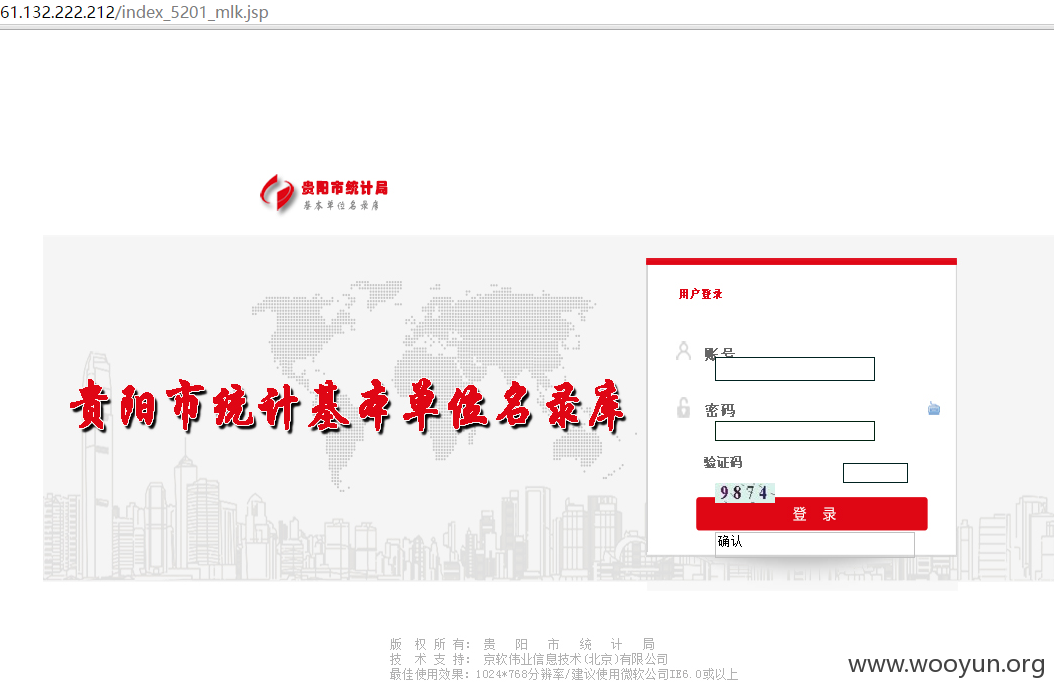 61.132.222.212/index_5201_mlk.jsp
贵阳市统计局
基本单位名录库
用户登录
账号
贵阳市统计基本单位名录库
密码
验证码
9874
登 录
确认
版 权 所 有: 贵 阳 市 统 计 局
技 术 支 持: 京软伟业信息技术(北京)有限公司
最佳使用效果: 1024*768分辨率/建议使用微软公司IE6.0或以上
www.wooyun.org